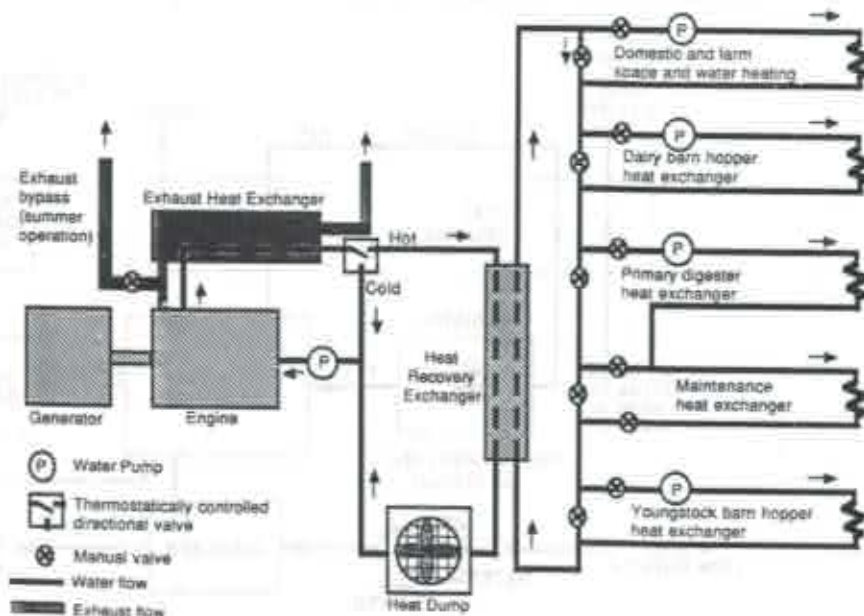 P
Domestic and farm
space and water heating
P
Dairy barn hopper
heat exchanger
P
Primary digester
heat exchanger
Maintenance
heat exchanger
P
Youngstock barn hopper
heat exchanger
Exhaust
bypass
(summer
operation)
Exhaust Heat Exchanger
Hot
Cold
P
Heat
Recovery
Exchanger
Generator
Engine
P
Water Pump
Thermostatically controlled
directional valve
Manual valve
Water flow
Exhaust flow
Heat Dump